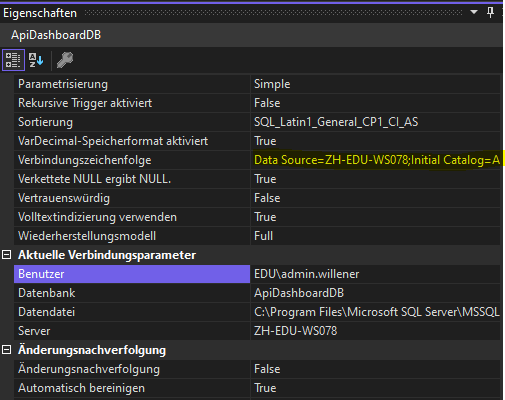 Eigenschaften
ApiDashboardDB
Parametrisierung Simple
Rekursive Trigger aktiviert False
Sortierung SQL_Latin1_General_CP1_CI_AS
VarDecimal-Speicherformat aktiviert True
Verbindungszeichenfolge Data Source=ZH-EDU-WS078;Initial Catalog=A
Verkettete NULL ergibt NULL. True
Vertrauenswürdig False
Volltextindizierung verwenden True
Wiederherstellungsmodell Full
Aktuelle Verbindungsparameter
Benutzer EDU\admin.willener
Datenbank ApiDashboardDB
Datendatei C:\Program Files\Microsoft SQL Server\MSSQL
Server ZH-EDU-WS078
Änderungsnachverfolgung
Änderungsnachverfolgung False
Automatisch bereinigen True